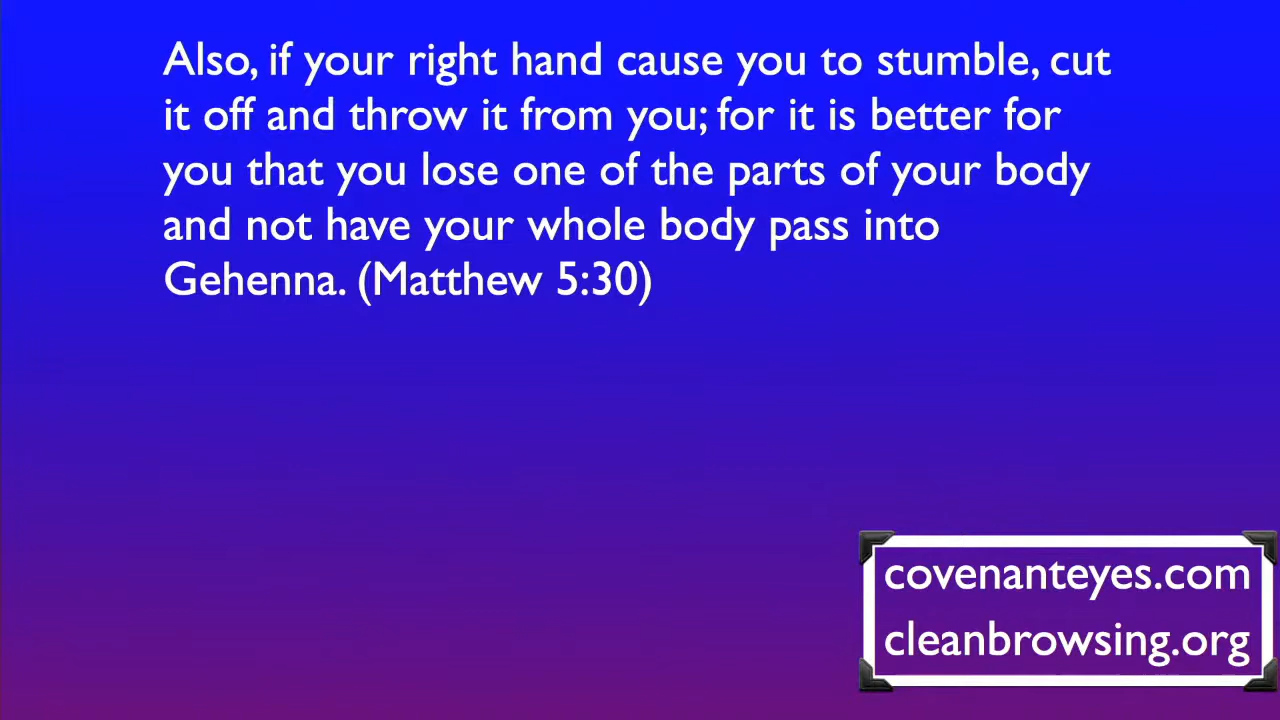 Also, if your right hand cause you to stumble, cut
it off and throw it from you; for it is better for
you that you lose one of the parts of your body
and not have your whole body pass into
Gehenna. (Matthew 5:30)
covenanteyes.com
cleanbrowsing.org